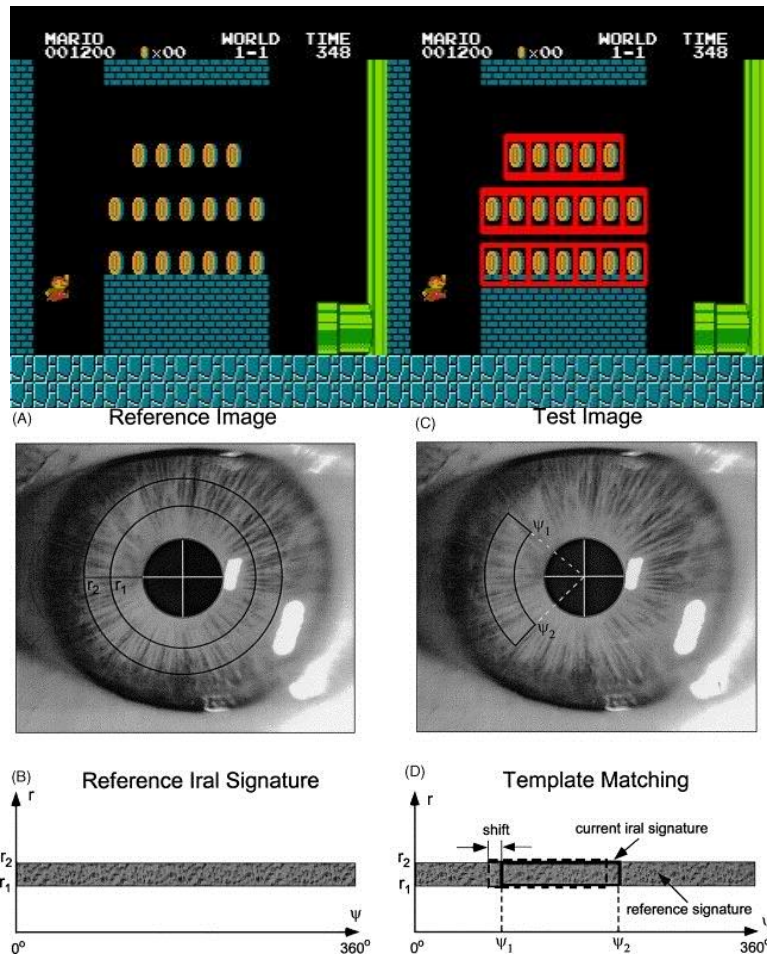 MARIO WORLD TIME
001200 ×00 1-1 348
MARIO WORLD TIME
001200 ×00 1-1 348
(A) Reference Image
r2 r1
(C) Test Image
ψ1
ψ2
(B) Reference Iral Signature
r
r2
r1
ψ
0° 360°
(D) Template Matching
r
shift
current iral signature
r2
r1
reference signature
0° ψ1 ψ2 360°